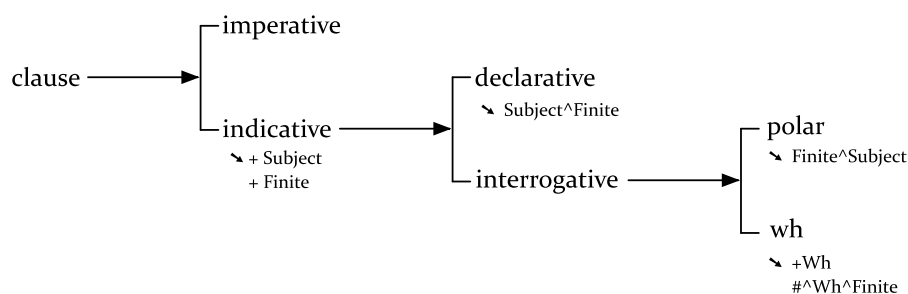 imperative
clause
declarative
↘ Subject^Finite
indicative
↘ + Subject
+ Finite
polar
↘ Finite^Subject
interrogative
wh
↘ +Wh
#^Wh^Finite